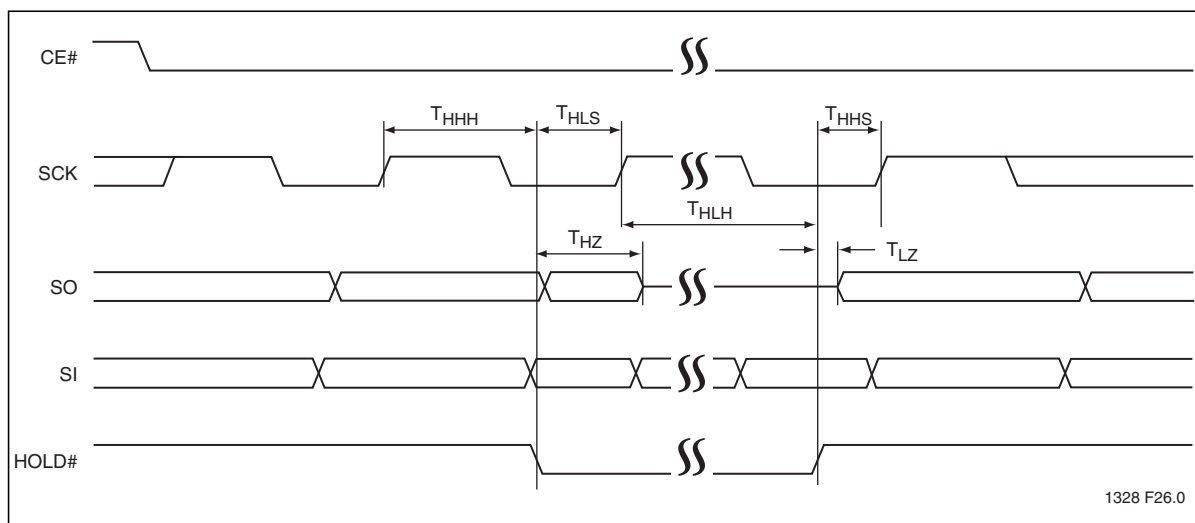 CE#
THHH
THLS
THHS
SCK
THLH
THZ
TLZ
SO
SI
HOLD#
1328 F26.0